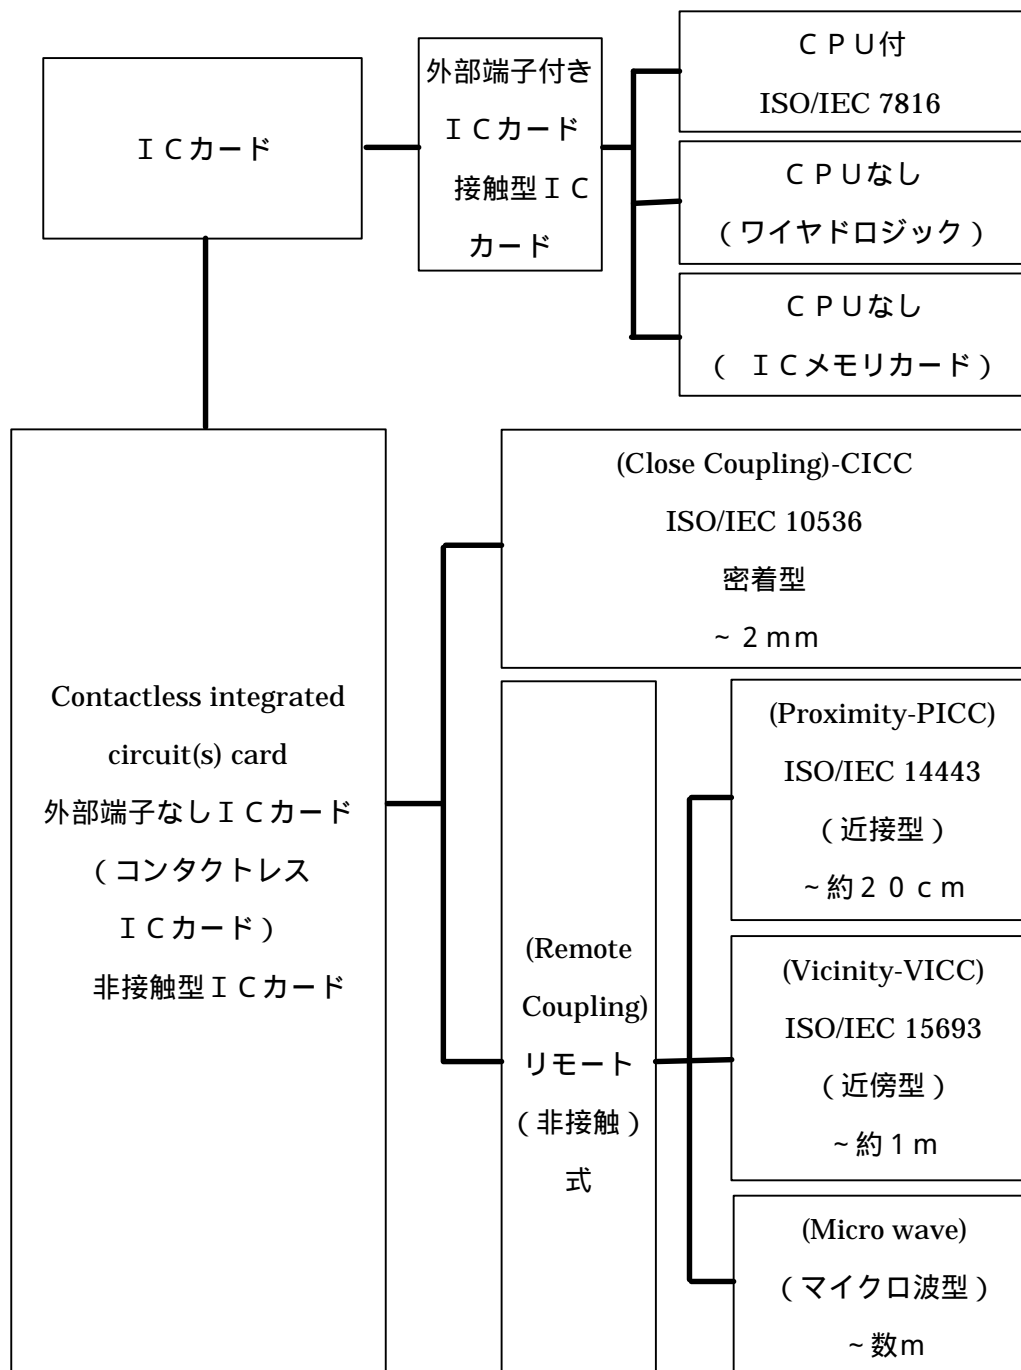 ＩＣカード
外部端子付き
ＩＣカード
接触型ＩＣ
カード
ＣＰＵ付
ISO/IEC 7816
ＣＰＵなし
（ワイヤドロジック）
ＣＰＵなし
（ ＩＣメモリカード）
Contactless integrated
circuit(s) card
外部端子なしＩＣカード
（コンタクトレス
ＩＣカード）
非接触型ＩＣカード
(Close Coupling)-CICC
ISO/IEC 10536
密着型
~ 2 mm
(Remote
Coupling)
リモート
（非接触）
式
(Proximity-PICC)
ISO/IEC 14443
（近接型）
~約２０ｃｍ
(Vicinity-VICC)
ISO/IEC 15693
（近傍型）
~約1m
(Micro wave)
（マイクロ波型）
~数m